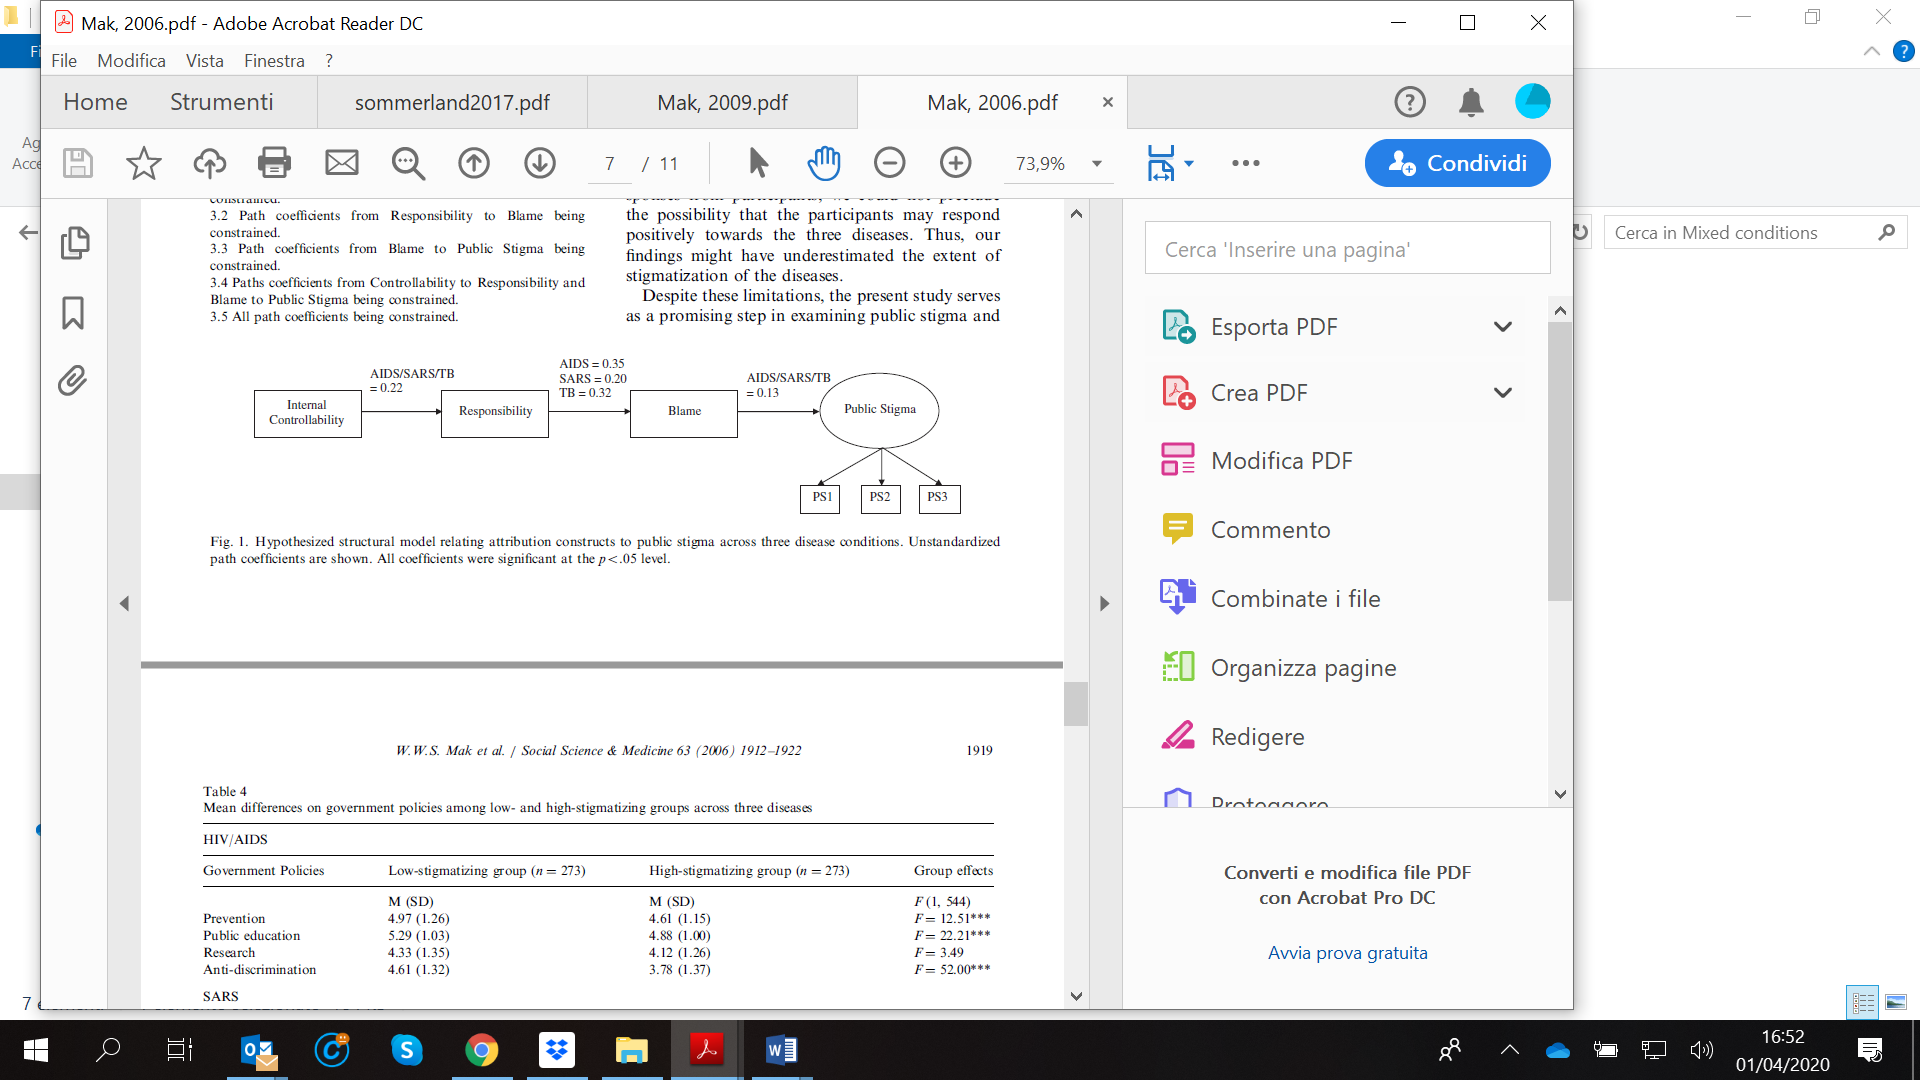 Mak, 2006.pdf - Adobe Acrobat Reader DC
File Modifica Vista Finestra ?
Home Strumenti sommerland2017.pdf Mak, 2009.pdf Mak, 2006.pdf ×
7 / 11 73,9% Condividi
Cerca in Mixed conditions
Cerca 'Inserire una pagina'
Esporta PDF
Crea PDF
Modifica PDF
Commento
Combinate i file
Organizza pagine
Redigere
Proteggere
Converti e modifica file PDF
con Acrobat Pro DC
Avvia prova gratuita
constrained.
3.2 Path coefficients from Responsibility to Blame being
constrained.
3.3 Path coefficients from Blame to Public Stigma being
constrained.
3.4 Paths coefficients from Controllability to Responsibility and
Blame to Public Stigma being constrained.
3.5 All path coefficients being constrained.
the possibility that the participants may respond
positively towards the three diseases. Thus, our
findings might have underestimated the extent of
stigmatization of the diseases.
Despite these limitations, the present study serves
as a promising step in examining public stigma and
Internal
Controllability
AIDS/SARS/TB
= 0.22
Responsibility
AIDS = 0.35
SARS = 0.20
TB = 0.32
Blame
AIDS/SARS/TB
= 0.13
Public Stigma
PS1 PS2 PS3
Fig. 1. Hypothesized structural model relating attribution constructs to public stigma across three disease conditions. Unstandardized
path coefficients are shown. All coefficients were significant at the p<.05 level.
W.W.S. Mak et al. / Social Science & Medicine 63 (2006) 1912–1922 1919
Table 4
Mean differences on government policies among low- and high-stigmatizing groups across three diseases
HIV/AIDS
Government Policies Low-stigmatizing group (n = 273) High-stigmatizing group (n = 273) Group effects
M (SD) M (SD) F (1, 544)
Prevention 4.97 (1.26) 4.61 (1.15) F = 12.51***
Public education 5.29 (1.03) 4.88 (1.00) F = 22.21***
Research 4.33 (1.35) 4.12 (1.26) F = 3.49
Anti-discrimination 4.61 (1.32) 3.78 (1.37) F = 52.00***
SARS
16:52
01/04/2020